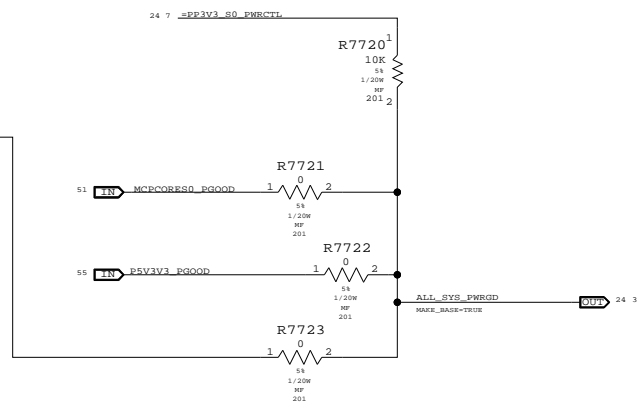 24 7 =PP3V3_S0_PWRCTL
R7720 1
10K
5%
1/20W
MF
201 2
R7721
0
51 IN MCPCORES0_PGOOD 1 2
5%
1/20W
MF
201
R7722
0
55 IN P5V3V3_PGOOD 1 2
5%
1/20W
MF
201
ALL_SYS_PWRGD OUT 24 3
MAKE_BASE=TRUE
R7723
0
1 2
5%
1/20W
MF
201